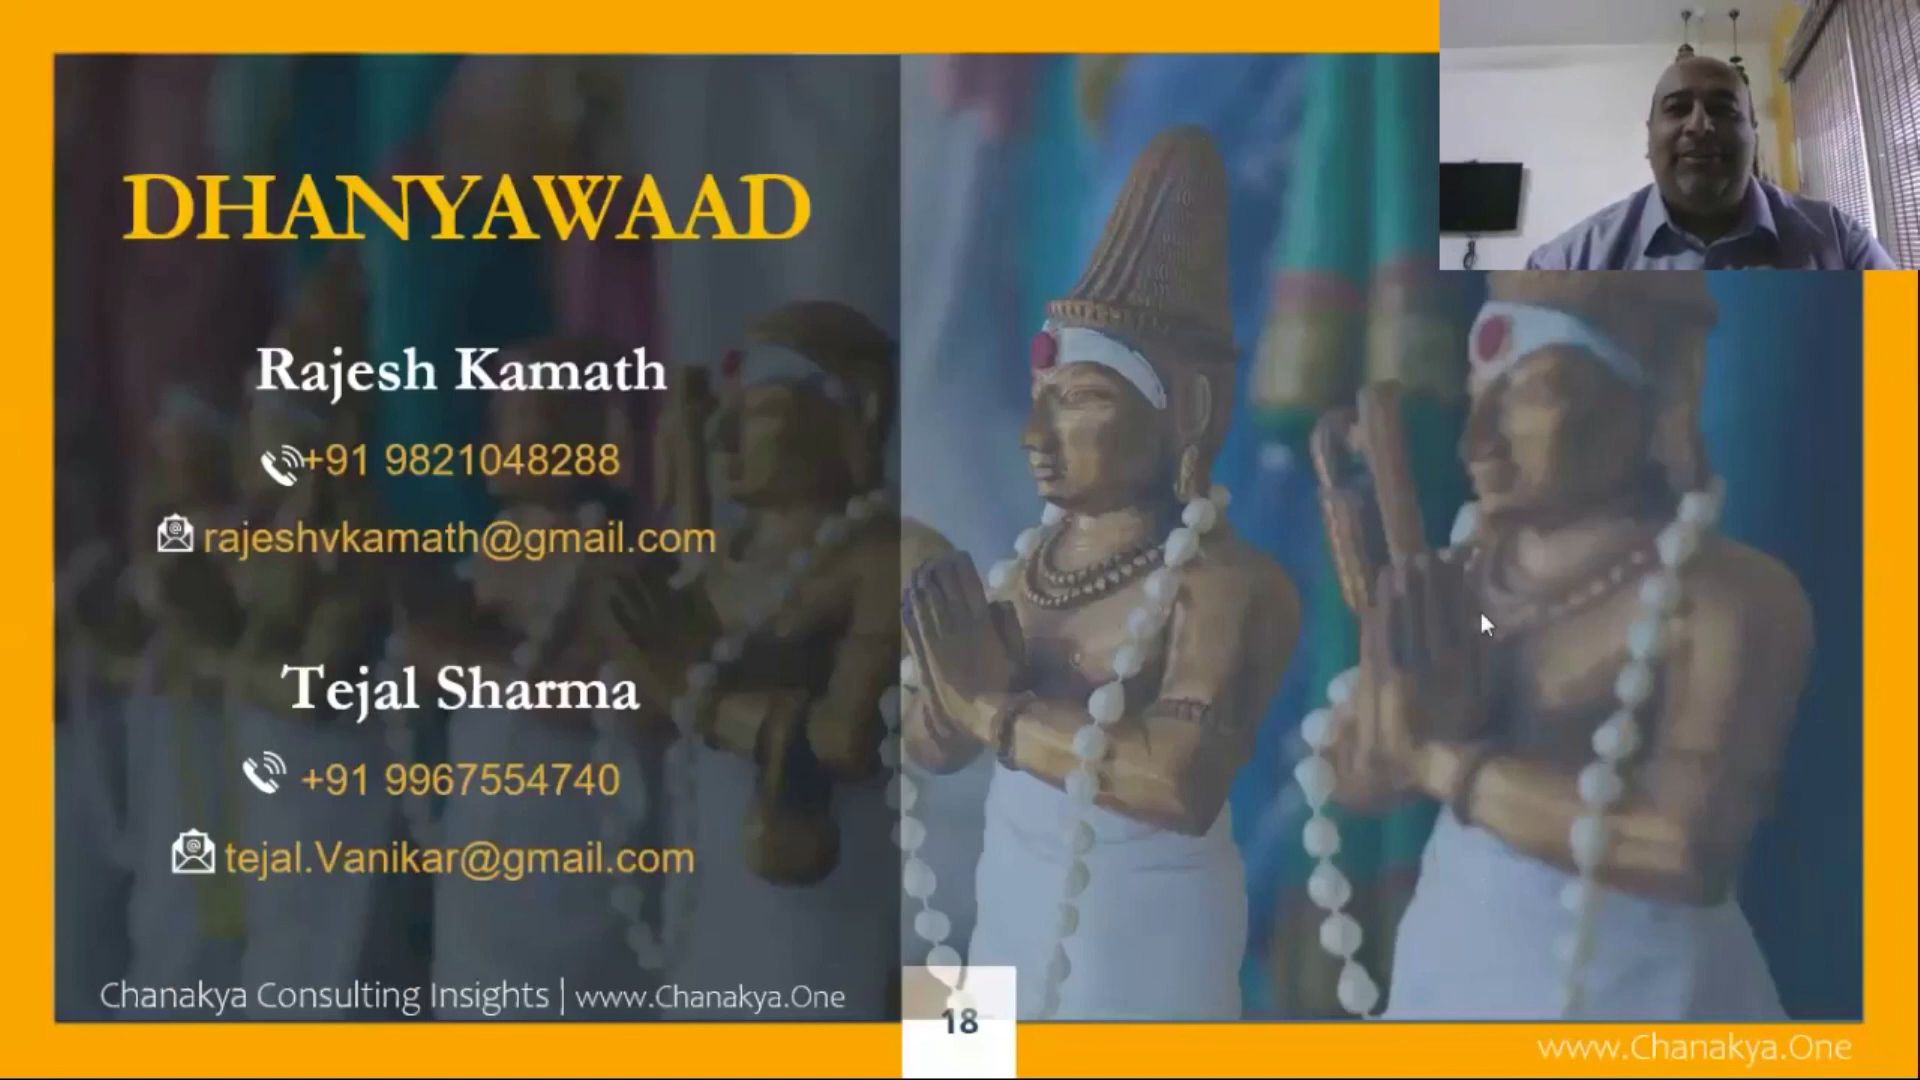 DHANYAWAAD
Rajesh Kamath
+91 9821048288
rajeshvkamath@gmail.com
Tejal Sharma
+91 9967554740
tejal.Vanikar@gmail.com
Chanakya Consulting Insights | www.Chanakya.One
18
www.Chanakya.One